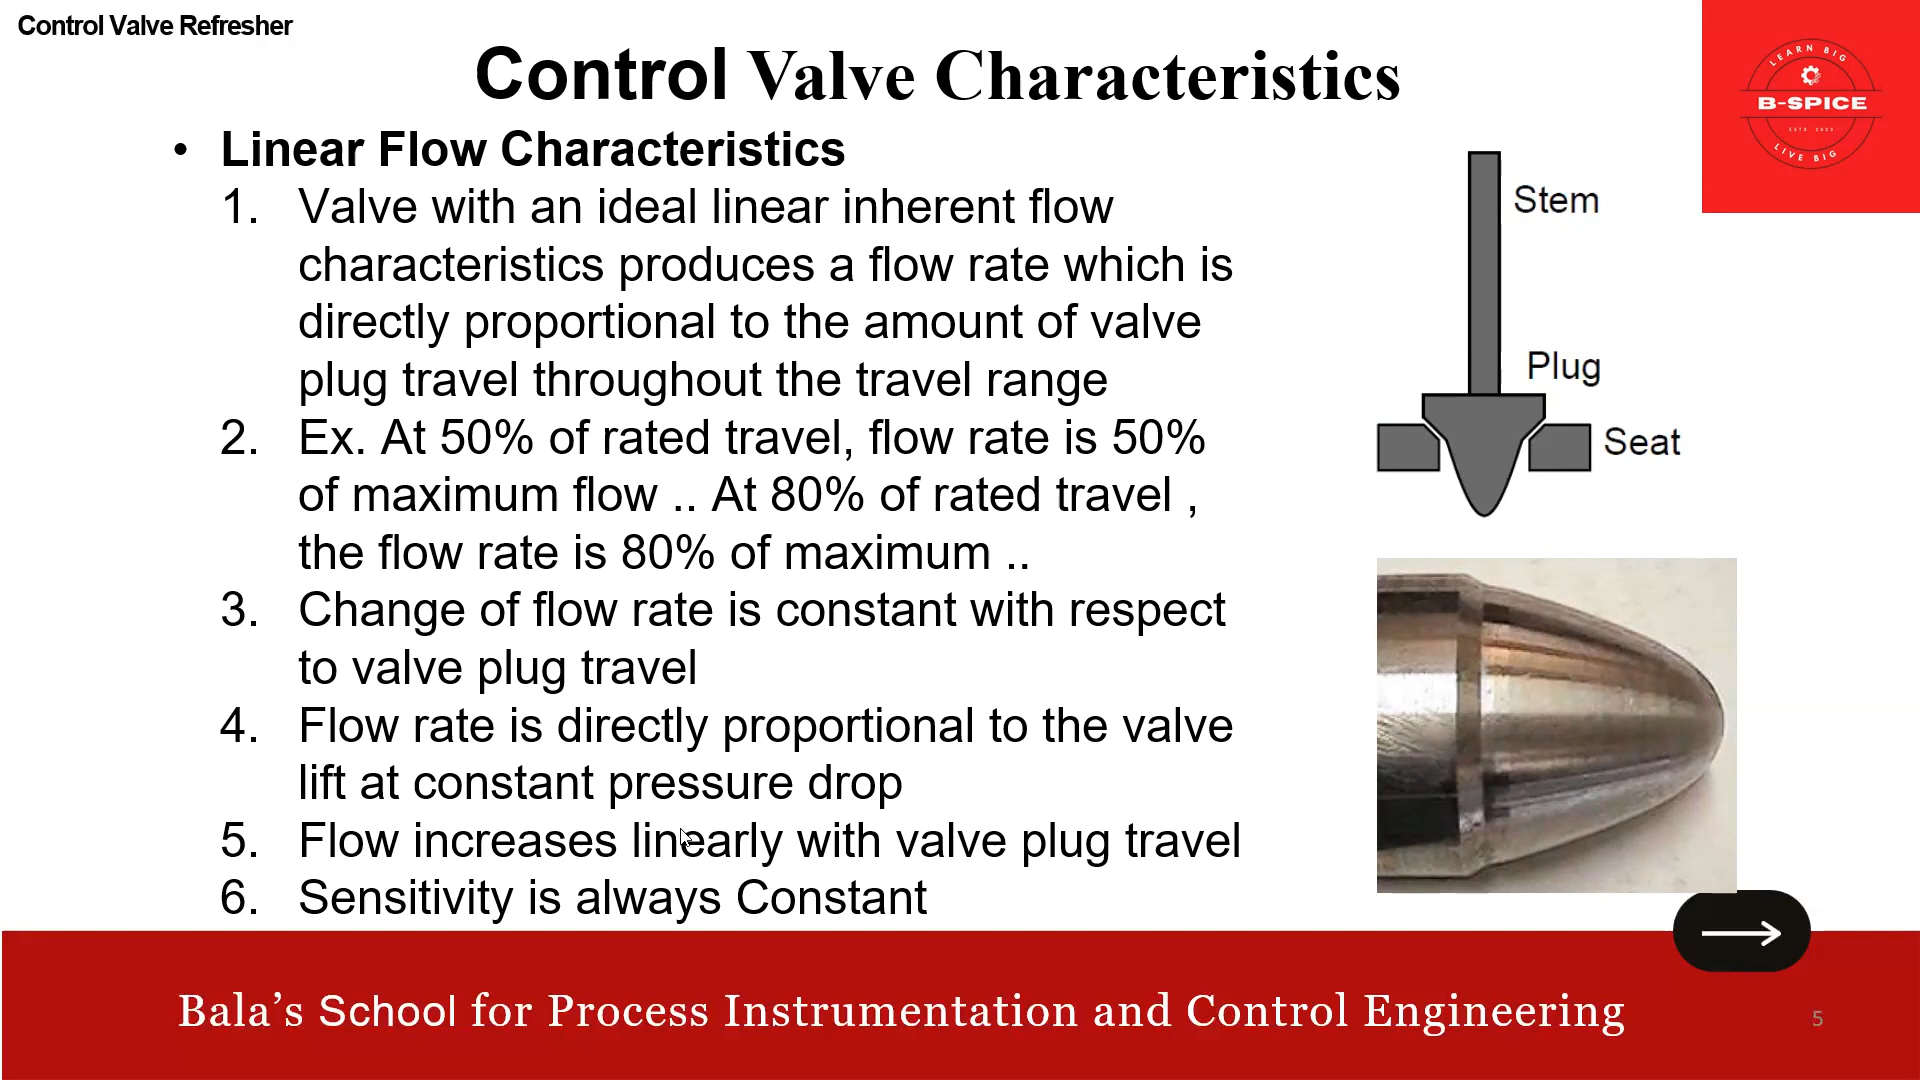 Control Valve Refresher
Control Valve Characteristics
LEARN BIG
B-SPICE
ESTD 2023
LIVE BIG
• Linear Flow Characteristics
1. Valve with an ideal linear inherent flow
characteristics produces a flow rate which is
directly proportional to the amount of valve
plug travel throughout the travel range
2. Ex. At 50% of rated travel, flow rate is 50%
of maximum flow .. At 80% of rated travel ,
the flow rate is 80% of maximum ..
3. Change of flow rate is constant with respect
to valve plug travel
4. Flow rate is directly proportional to the valve
lift at constant pressure drop
5. Flow increases linearly with valve plug travel
6. Sensitivity is always Constant
Stem
Plug
Seat
Bala’s School for Process Instrumentation and Control Engineering
5